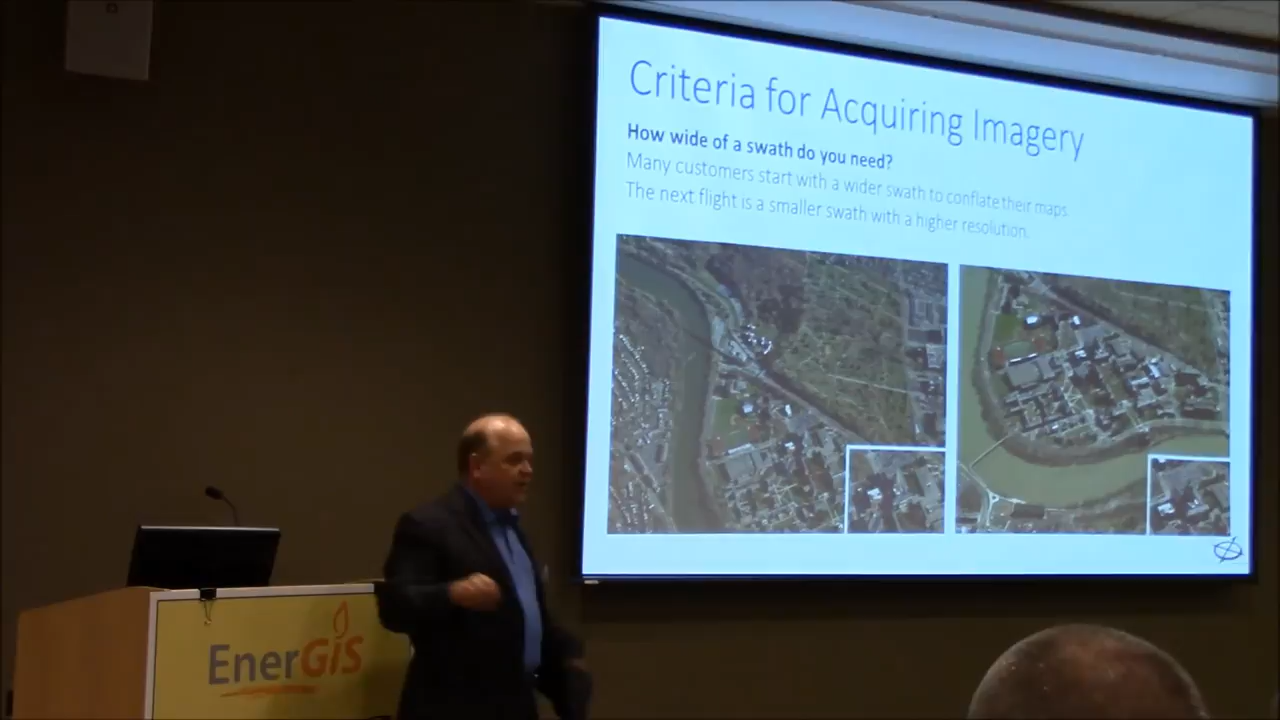 Criteria for Acquiring Imagery
How wide of a swath do you need?
Many customers start with a wider swath to conflate their maps.
The next flight is a smaller swath with a higher resolution.
EnerGIS